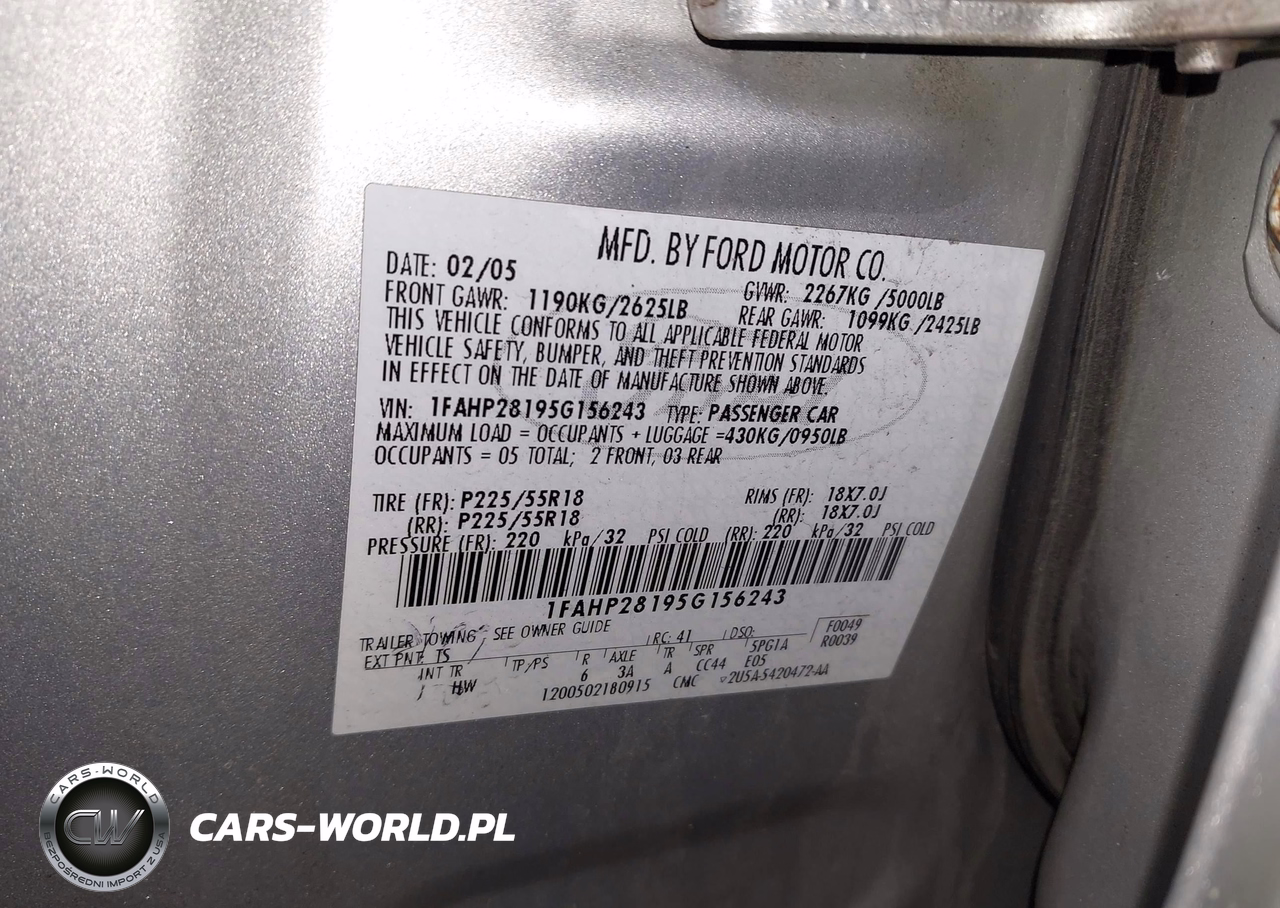 MFD. BY FORD MOTOR CO.
DATE: 02/05 GVWR: 2267KG /5000LB
FRONT GAWR: 1190KG/2625LB REAR GAWR: 1099KG /2425LB
THIS VEHICLE CONFORMS TO ALL APPLICABLE FEDERAL MOTOR
VEHICLE SAFETY, BUMPER, AND THEFT PREVENTION STANDARDS
IN EFFECT ON THE DATE OF MANUFACTURE SHOWN ABOVE.
VIN: 1FAHP28195G156243 TYPE: PASSENGER CAR
MAXIMUM LOAD = OCCUPANTS + LUGGAGE =430KG/0950LB
OCCUPANTS = 05 TOTAL; 2 FRONT, 03 REAR
TIRE (FR): P225/55R18 RIMS (FR): 18X7.0J
(RR): P225/55R18 (RR): 18X7.0J
PRESSURE (FR): 220 kPa/32 PSI COLD (RR): 220 kPa/32 PSI COLD
1FAHP28195G156243
TRAILER TOWING - SEE OWNER GUIDE
EXT PNT: TS RC: 41 DSO: F0049
INT TR TP/PS R AXLE TR SPR 5PG1A R0039
J HW 6 3A A CC44 E05
1200502180915 CMC 2U5A-5420472-AA
CARS-WORLD
CW
BEZPOŚREDNI IMPORT Z USA
CARS-WORLD.PL